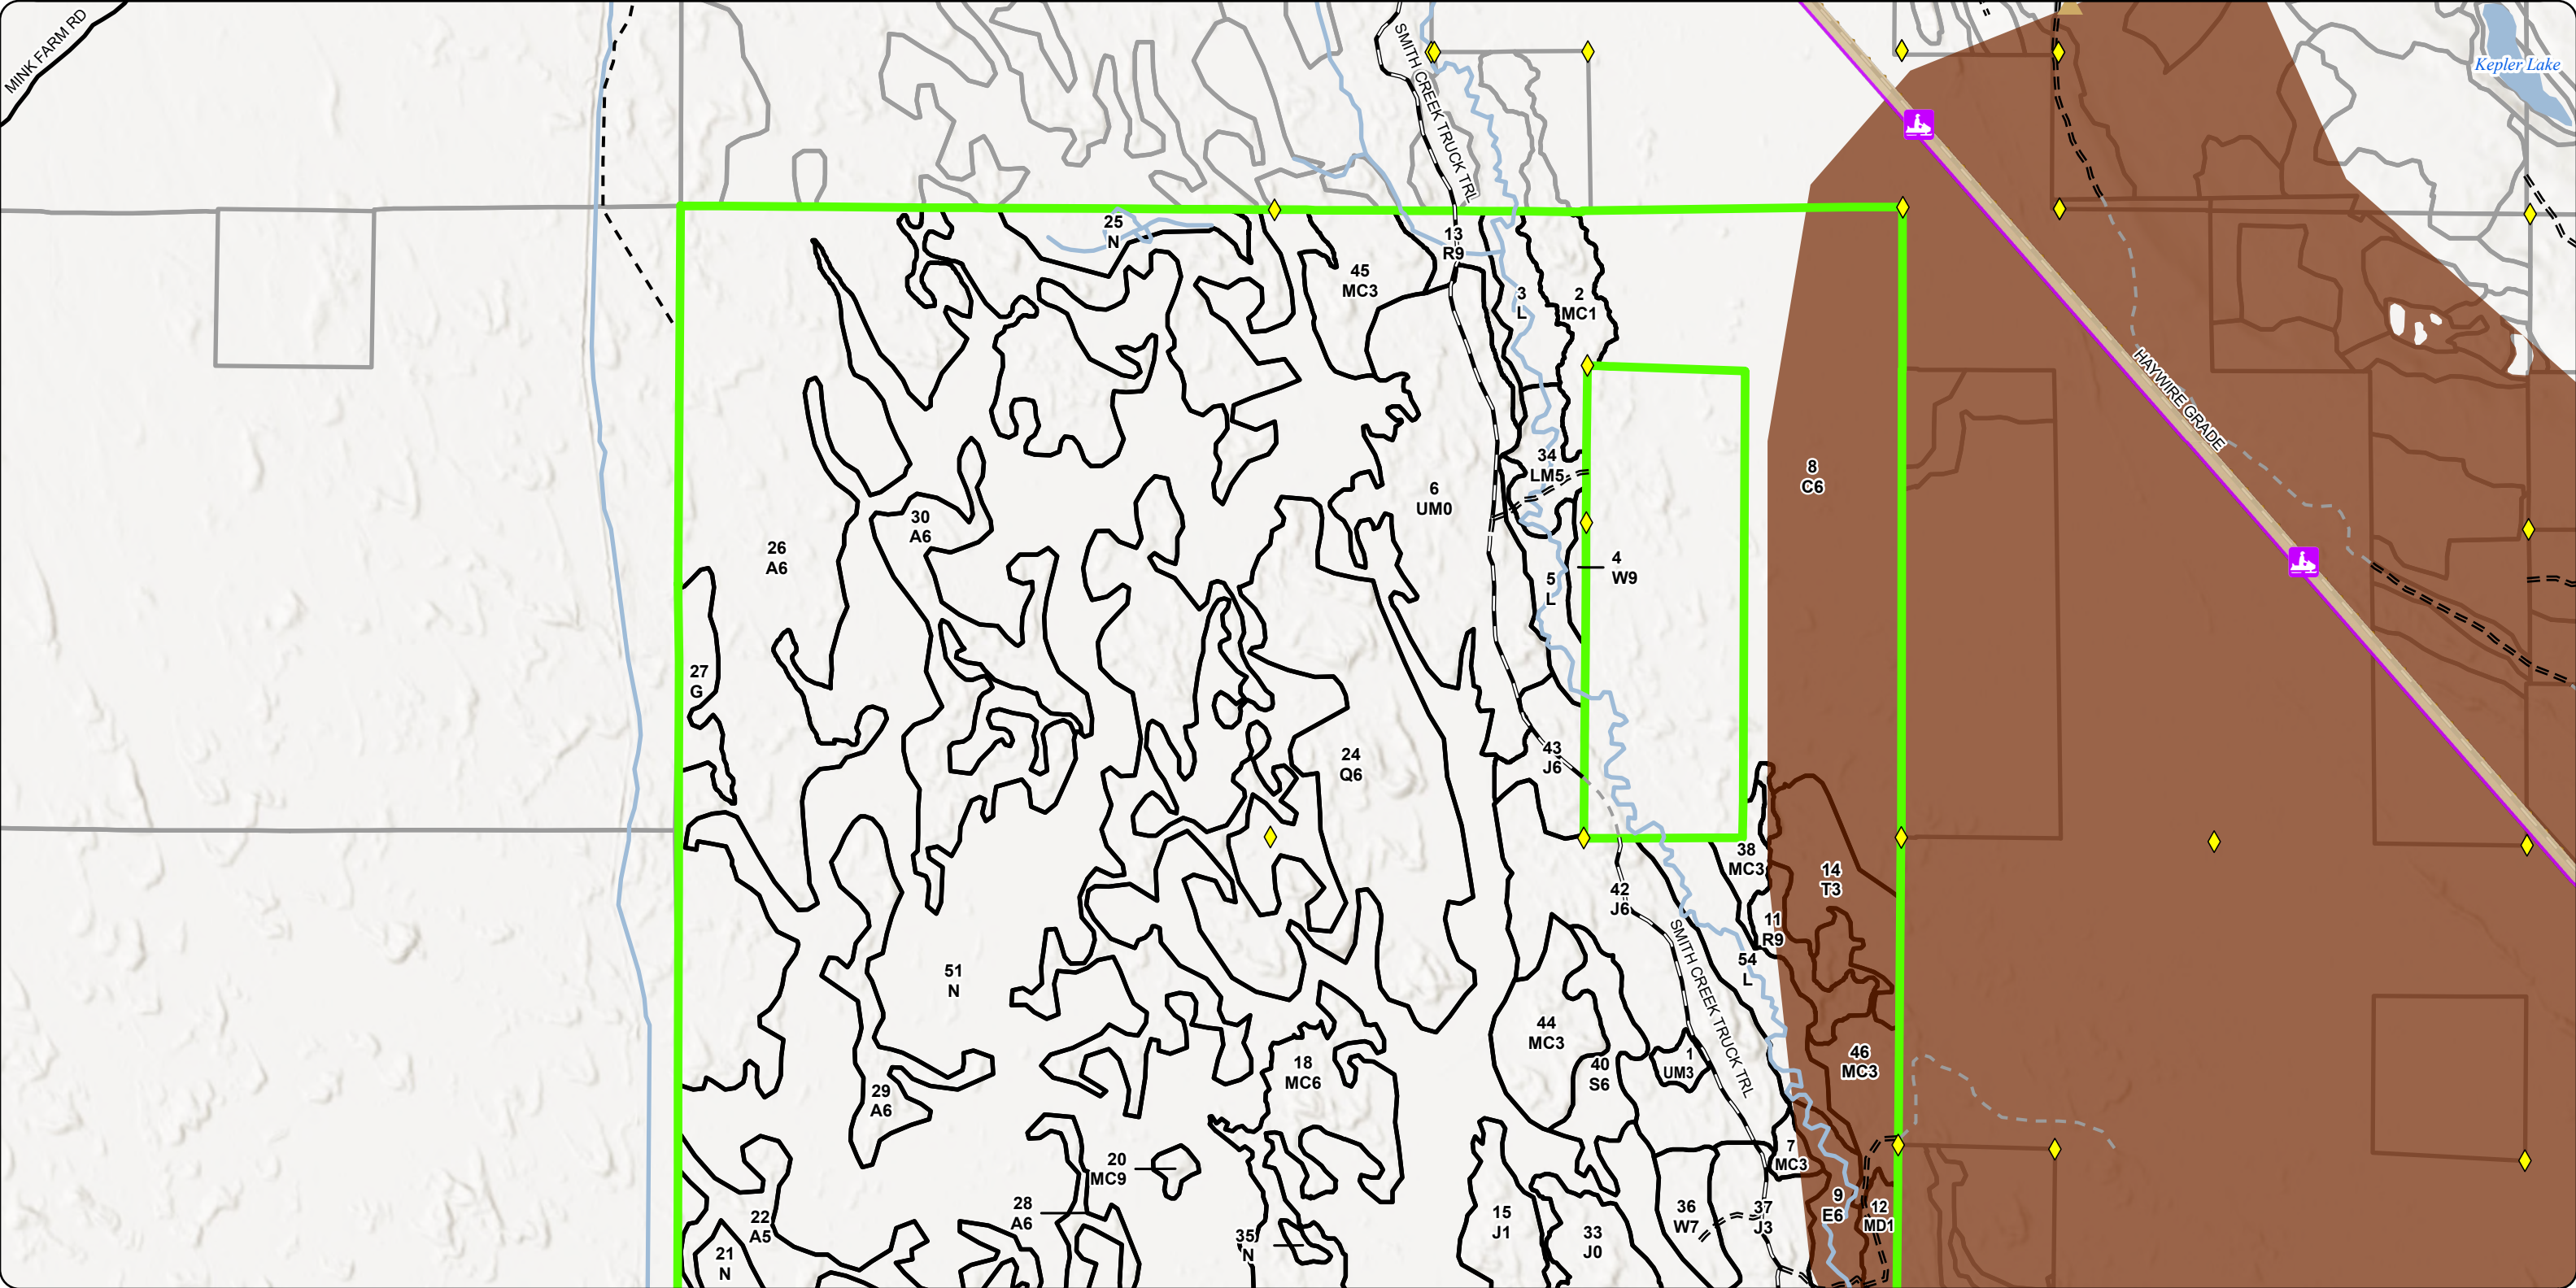 MINK FARM RD
SMITH CREEK TRUCK TRL
Kepler Lake
25
N
13
R9
45
MC3
3
L
2
MC1
HAYWIRE GRADE
8
C6
34
LM5
6
UM0
30
A6
26
A6
4
W9
5
L
27
G
43
J6
24
Q6
38
MC3
14
T3
42
J6
11
R9
54
L
51
N
SMITH CREEK TRUCK TRL
44
MC3
46
MC3
1
UM3
18
MC6
40
S6
29
A6
7
MC3
20
MC9
28
A6
9
E6
12
MD1
36
W7
37
J3
15
J1
22
A5
33
J0
35
N
21
N